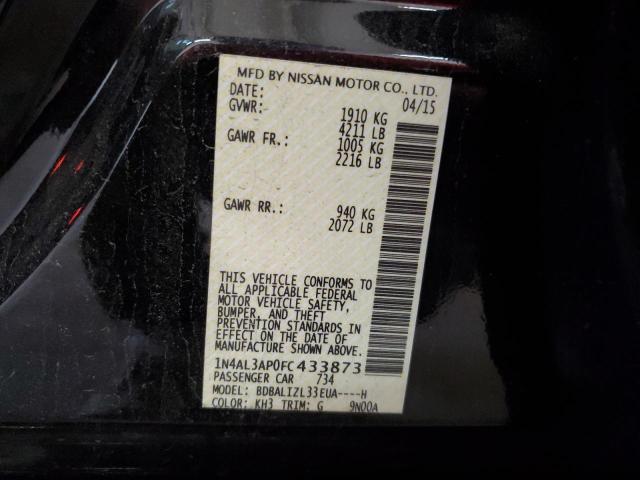 MFD BY NISSAN MOTOR CO., LTD.
DATE: 04/15
GVWR: 1910 KG
4211 LB
GAWR FR.: 1005 KG
2216 LB
GAWR RR.: 940 KG
2072 LB
THIS VEHICLE CONFORMS TO
ALL APPLICABLE FEDERAL
MOTOR VEHICLE SAFETY,
BUMPER, AND THEFT
PREVENTION STANDARDS IN
EFFECT ON THE DATE OF
MANUFACTURE SHOWN ABOVE.
1N4AL3AP0FC433873
PASSENGER CAR 734
MODEL: BDBALIZL33EUA----H
COLOR: KH3 TRIM: G 9N00A